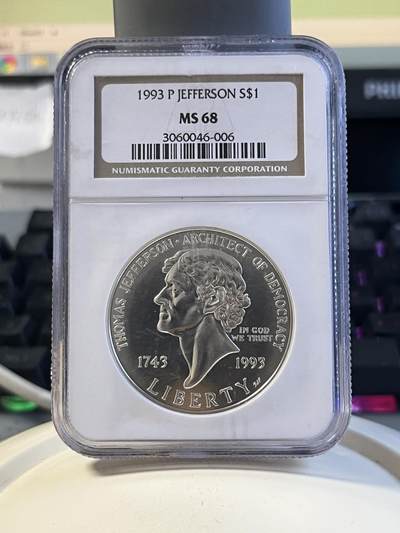 1993 P JEFFERSON S$1
MS 68
3060046-006
NUMISMATIC GUARANTY CORPORATION
THOMAS JEFFERSON · ARCHITECT OF DEMOCRACY
IN GOD
WE TRUST
1743 1993
LIBERTY